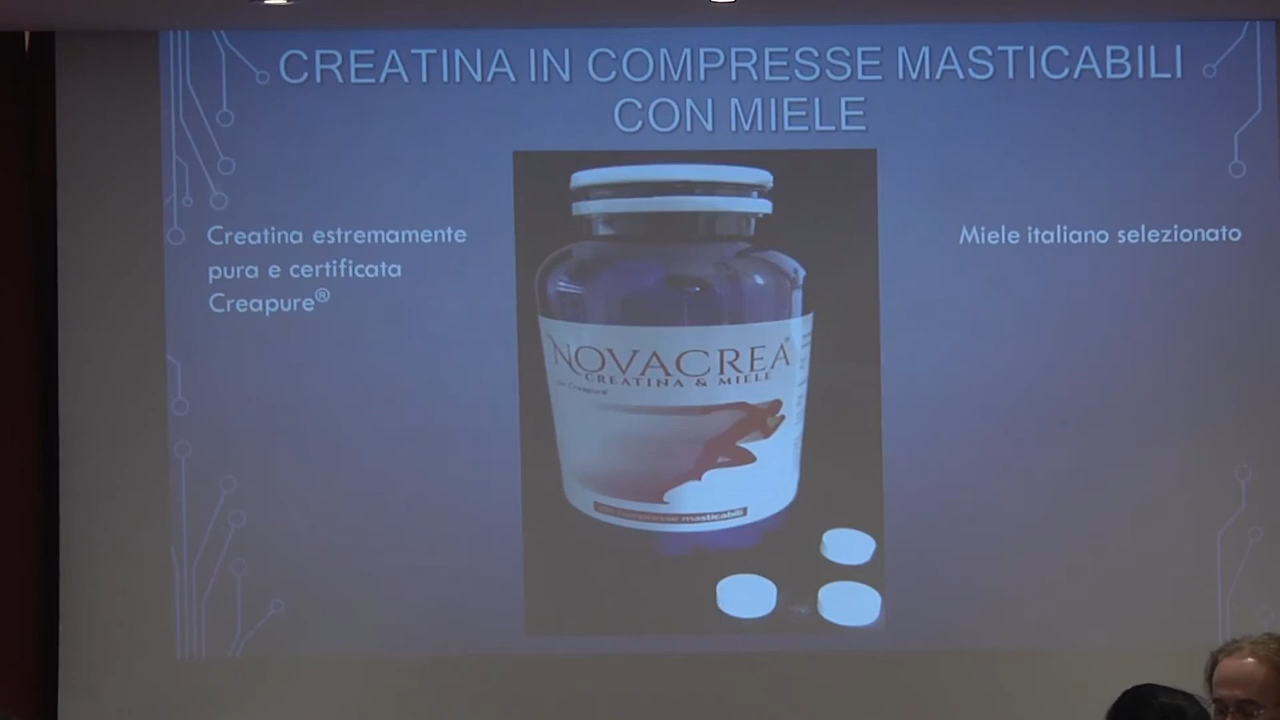 CREATINA IN COMPRESSE MASTICABILI
CON MIELE
Creatina estremamente
pura e certificata
Creapure®
Miele italiano selezionato
NOVACREA
CREATINA & MIELE
Creapure
compresse masticabili